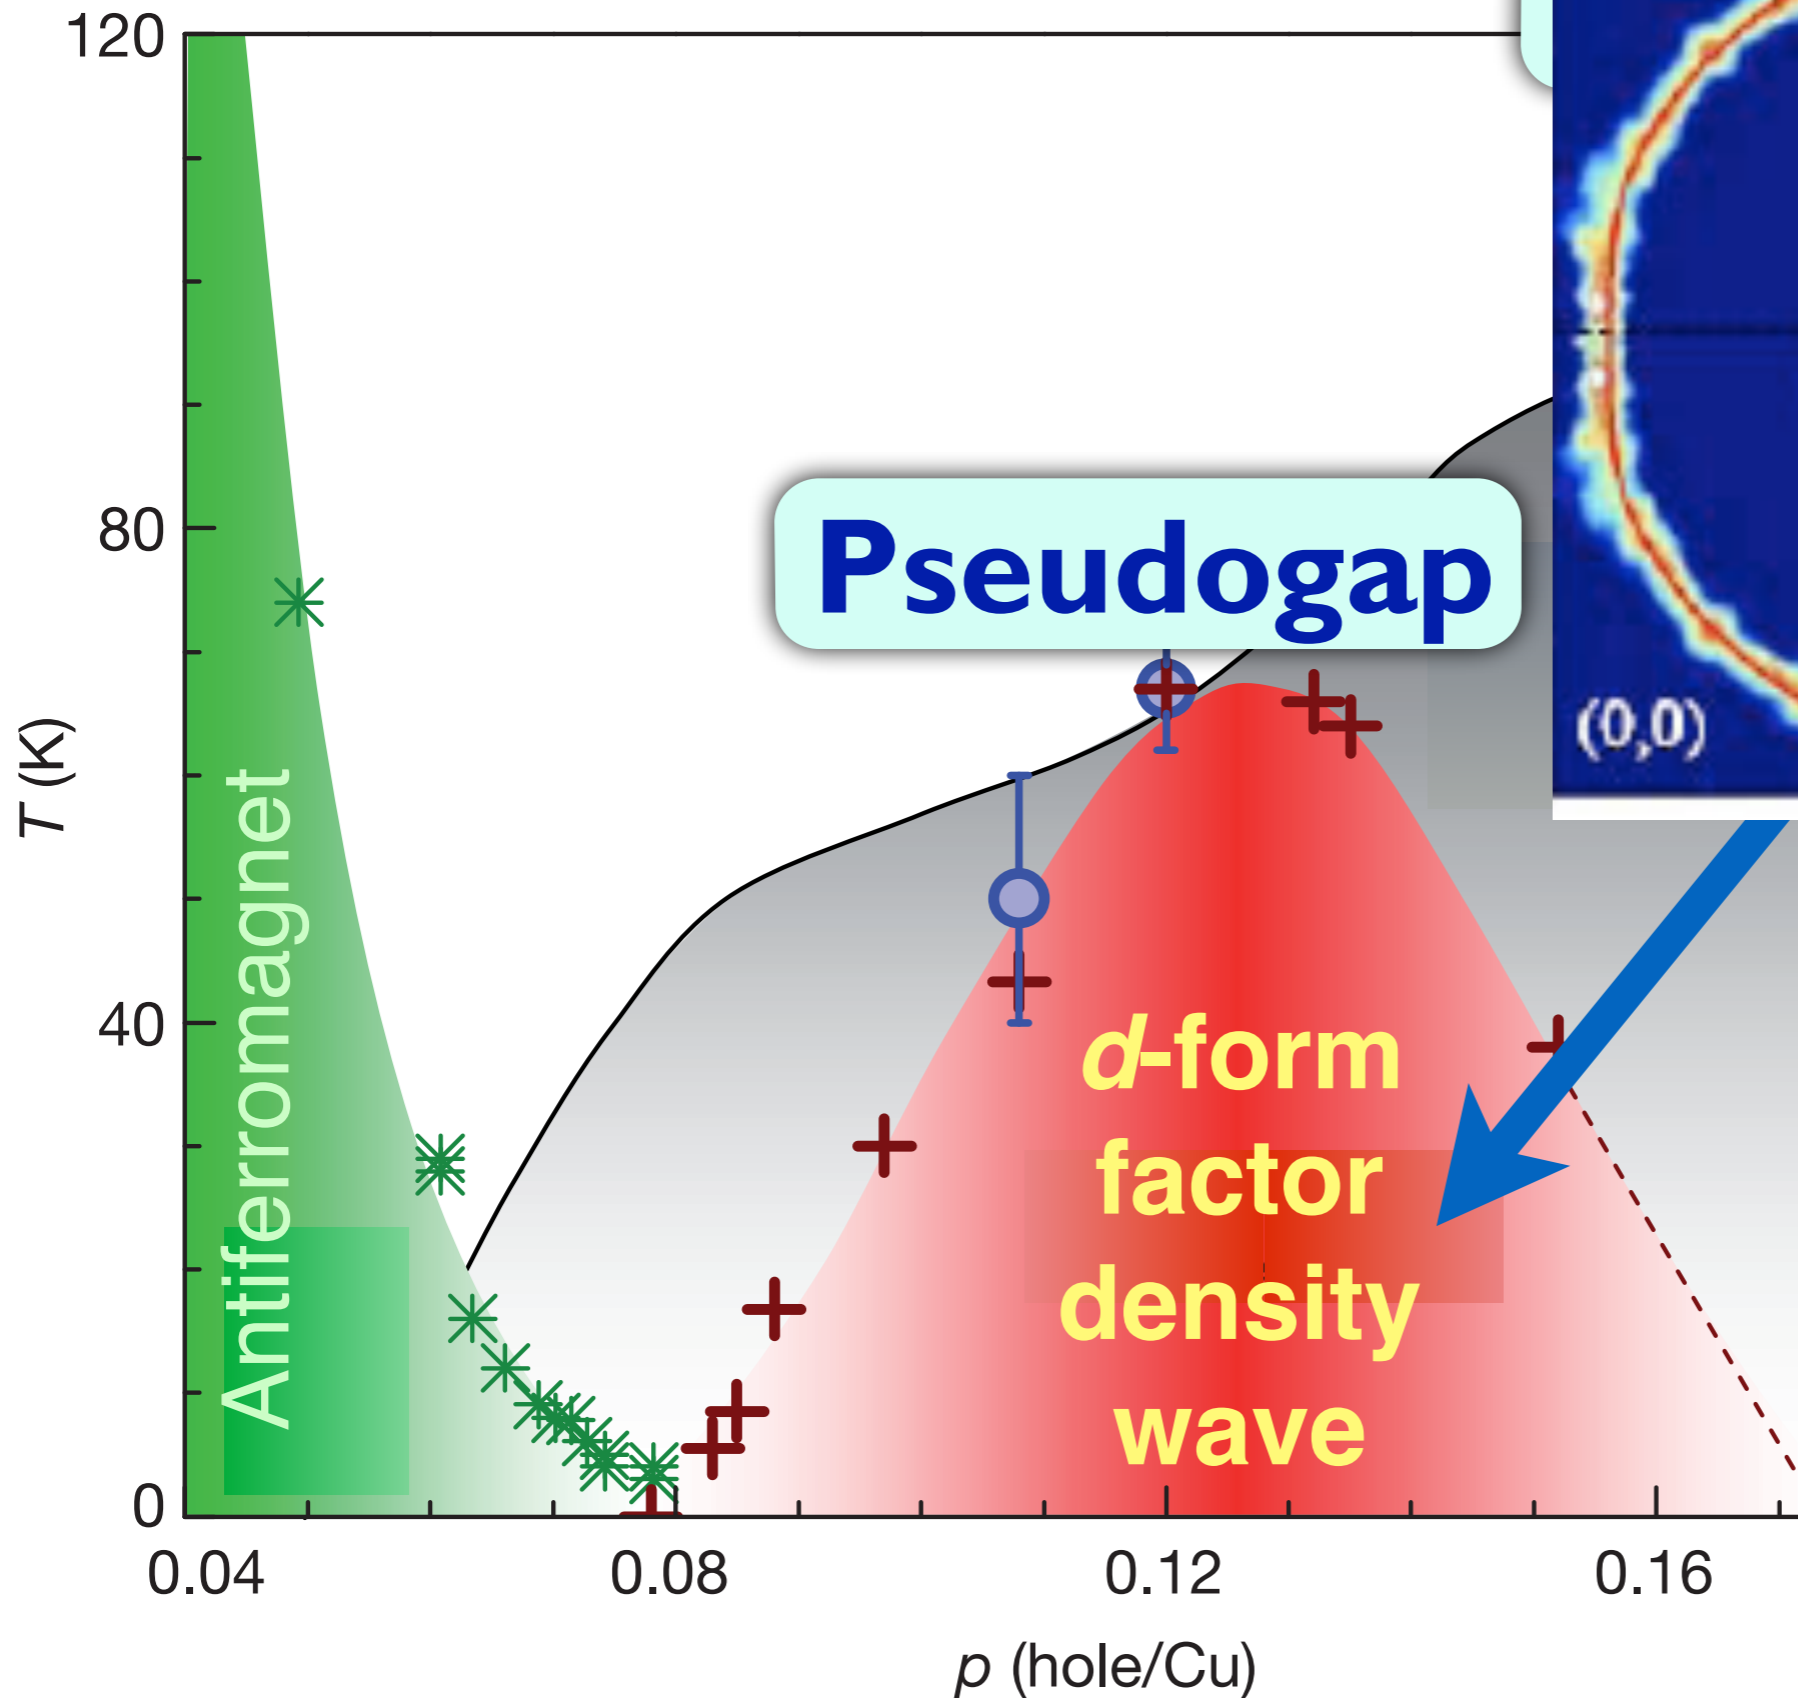 120
80
40
0
T (K)
Antiferromagnet
Pseudogap
(0,0)
d-form
factor
density
wave
0.04
0.08
0.12
0.16
p (hole/Cu)